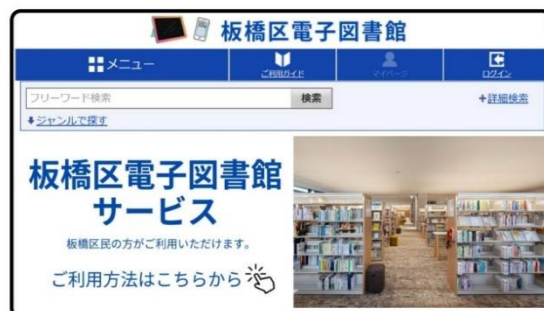 板橋区電子図書館
メニュー
ご利用ガイド
マイページ
ログイン
フリーワード検索
検索
+詳細検索
ジャンルで探す
板橋区電子図書館
サービス
板橋区民の方がご利用いただけます。
ご利用方法はこちらから